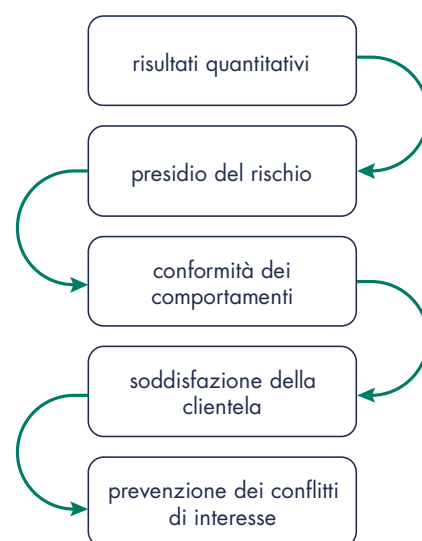 risultati quantitativi
presidio del rischio
conformità dei
comportamenti
soddisfazione della
clientela
prevenzione dei conflitti
di interesse